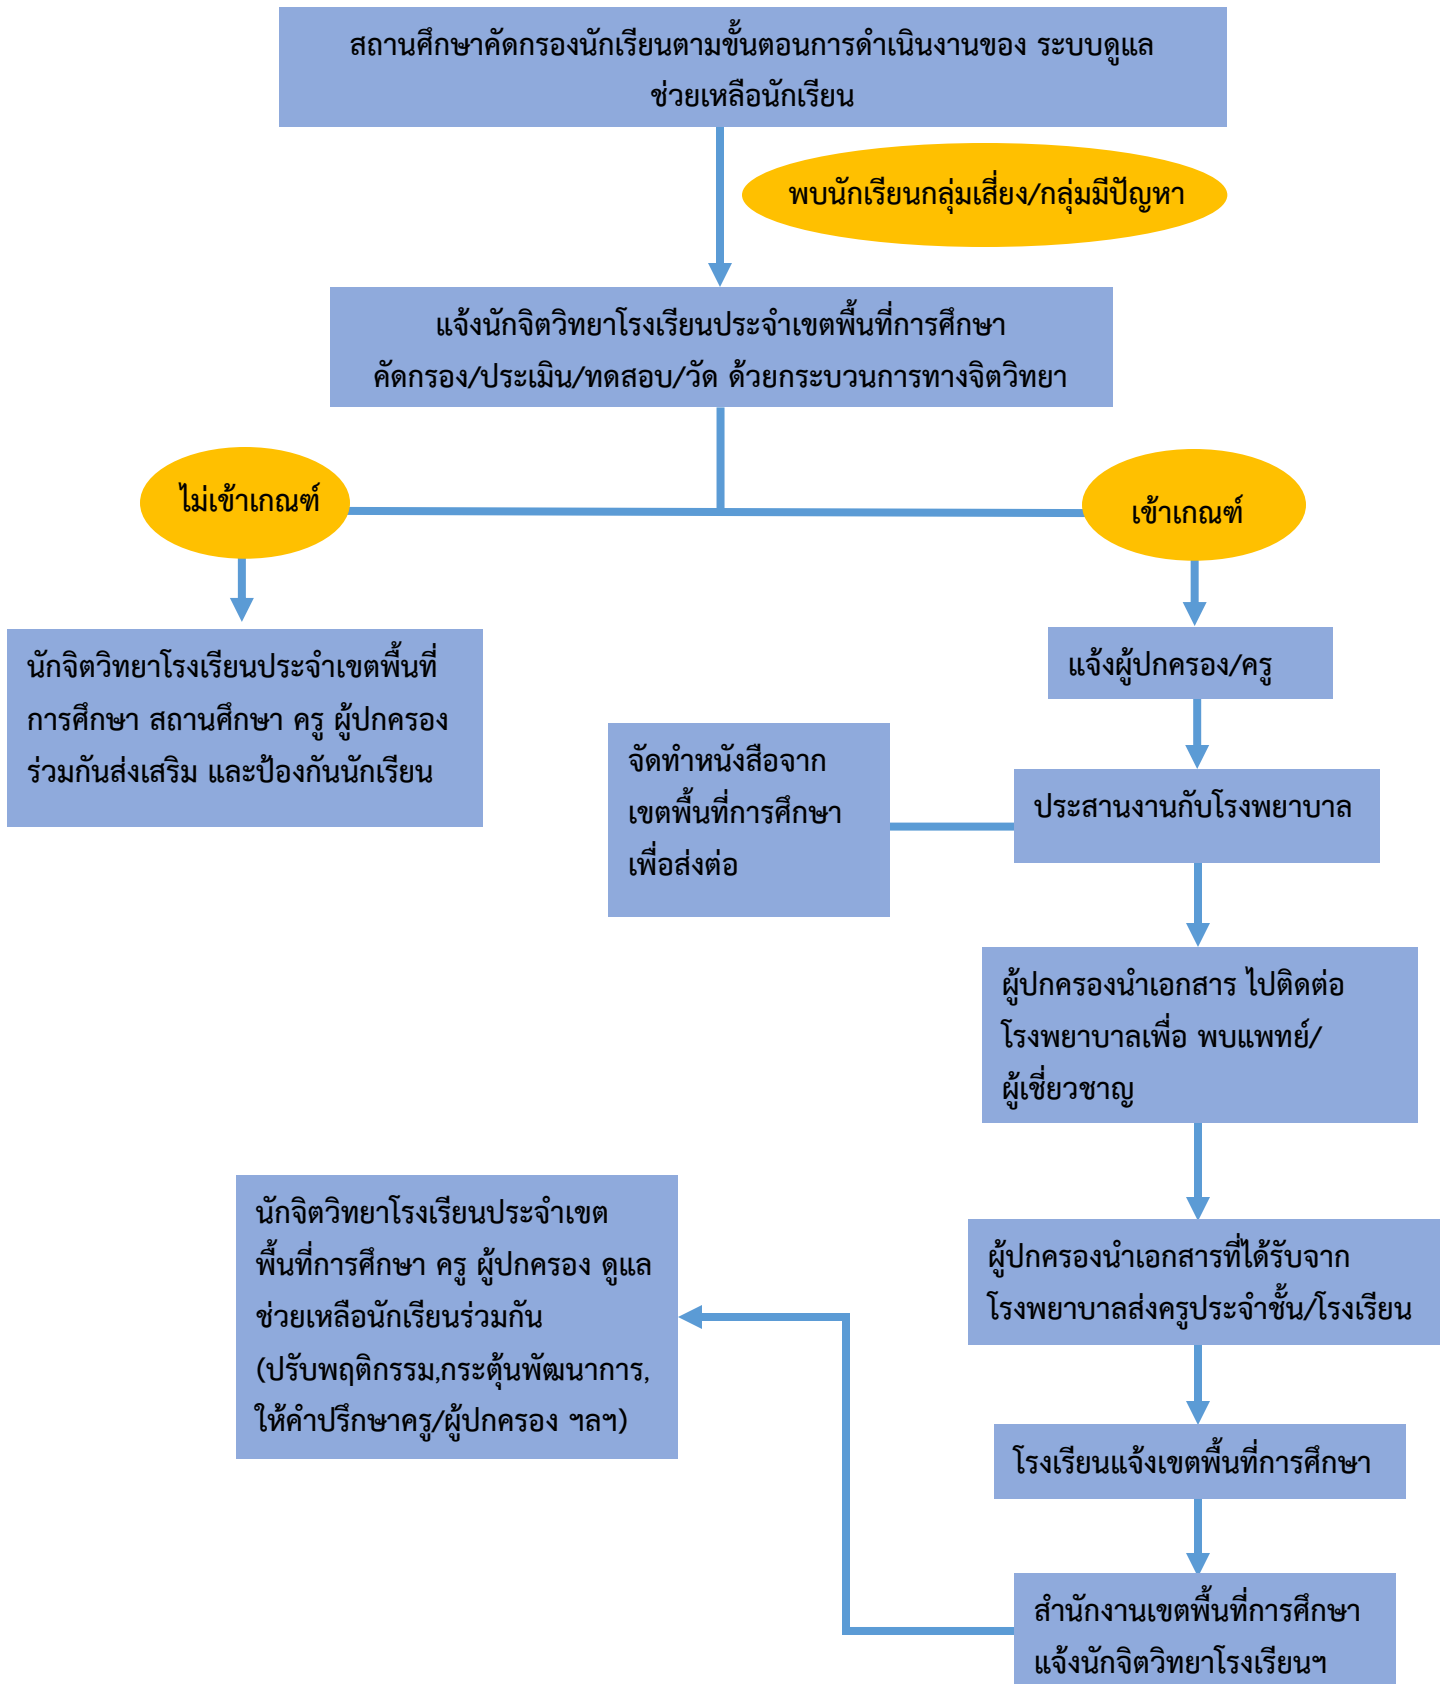 สถานศึกษาคัดกรองนักเรียนตามขั้นตอนการดำเนินงานของ ระบบดูแล
ช่วยเหลือนักเรียน
พบนักเรียนกลุ่มเสี่ยง/กลุ่มมีปัญหา
แจ้งนักจิตวิทยาโรงเรียนประจำเขตพื้นที่การศึกษา
คัดกรอง/ประเมิน/ทดสอบ/วัด ด้วยกระบวนการทางจิตวิทยา
ไม่เข้าเกณฑ์
เข้าเกณฑ์
นักจิตวิทยาโรงเรียนประจำเขตพื้นที่
การศึกษา สถานศึกษา ครู ผู้ปกครอง
ร่วมกันส่งเสริม และป้องกันนักเรียน
แจ้งผู้ปกครอง/ครู
จัดทำหนังสือจาก
เขตพื้นที่การศึกษา
เพื่อส่งต่อ
ประสานงานกับโรงพยาบาล
ผู้ปกครองนำเอกสาร ไปติดต่อ
โรงพยาบาลเพื่อ พบแพทย์/
ผู้เชี่ยวชาญ
นักจิตวิทยาโรงเรียนประจำเขต
พื้นที่การศึกษา ครู ผู้ปกครอง ดูแล
ช่วยเหลือนักเรียนร่วมกัน
(ปรับพฤติกรรม,กระตุ้นพัฒนาการ,
ให้คำปรึกษาครู/ผู้ปกครอง ฯลฯ)
ผู้ปกครองนำเอกสารที่ได้รับจาก
โรงพยาบาลส่งครูประจำชั้น/โรงเรียน
โรงเรียนแจ้งเขตพื้นที่การศึกษา
สำนักงานเขตพื้นที่การศึกษา
แจ้งนักจิตวิทยาโรงเรียนฯ